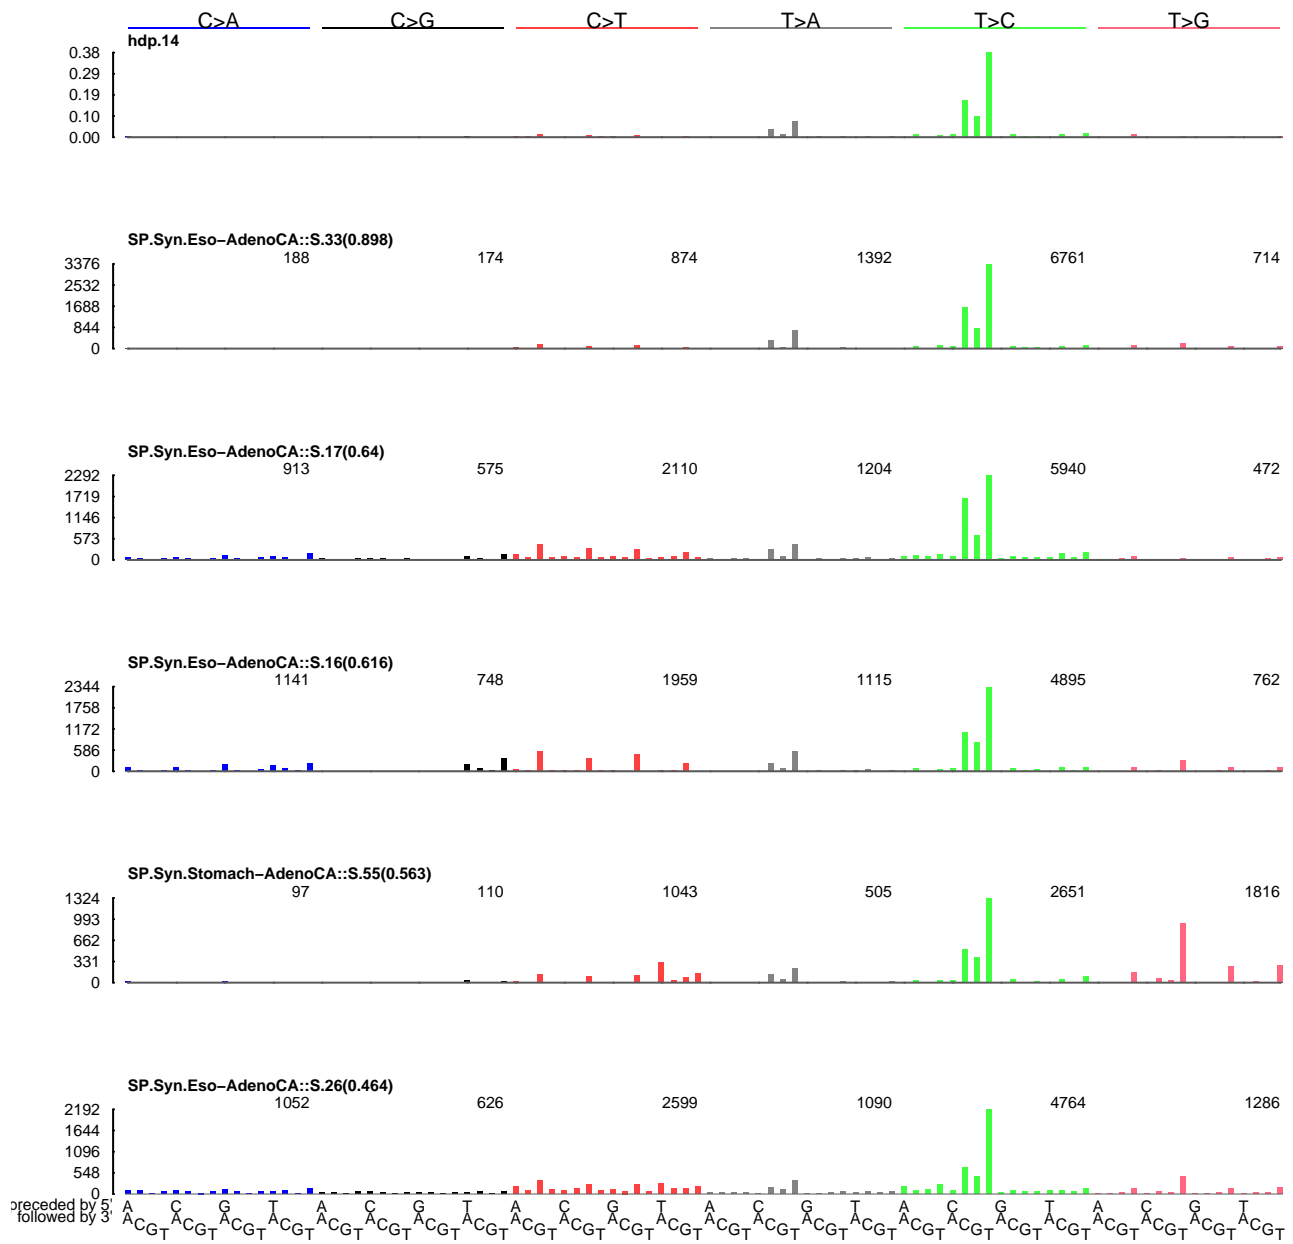 C>A C>G C>T T>A T>C T>G
hdp.14
0.38
0.29
0.19
0.10
0.00
SP.Syn.Eso−AdenoCA::S.33(0.898)
188 174 874 1392 6761 714
3376
2532
1688
844
0
SP.Syn.Eso−AdenoCA::S.17(0.64)
913 575 2110 1204 5940 472
2292
1719
1146
573
0
SP.Syn.Eso−AdenoCA::S.16(0.616)
1141 748 1959 1115 4895 762
2344
1758
1172
586
0
SP.Syn.Stomach−AdenoCA::S.55(0.563)
97 110 1043 505 2651 1816
1324
993
662
331
0
SP.Syn.Eso−AdenoCA::S.26(0.464)
1052 626 2599 1090 4764 1286
2192
1644
1096
548
0
preceded by 5' A C G T A C G T A C G T A C G T A C G T A C G T
followed by 3' ACGTACGTACGTACGTACGTACGTACGTACGTACGTACGTACGTACGTACGTACGTACGTACGTACGTACGTACGTACGTACGTACGTACGTACGT